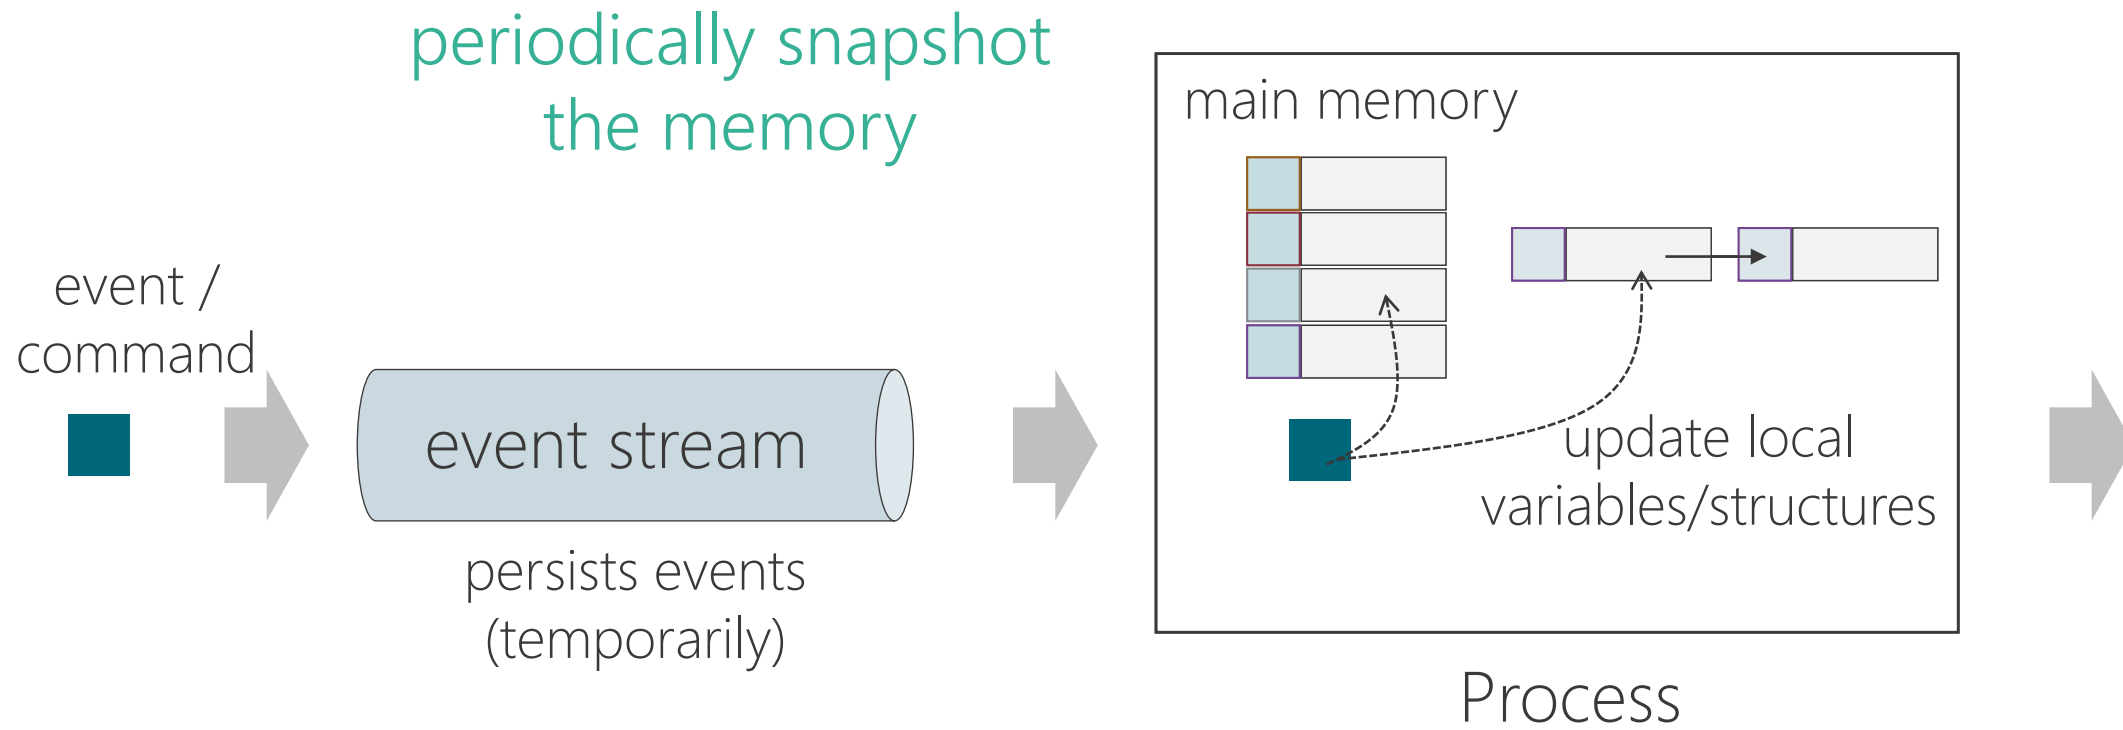 periodically snapshot
the memory
event /
command
event stream
persists events
(temporarily)
main memory
update local
variables/structures
Process